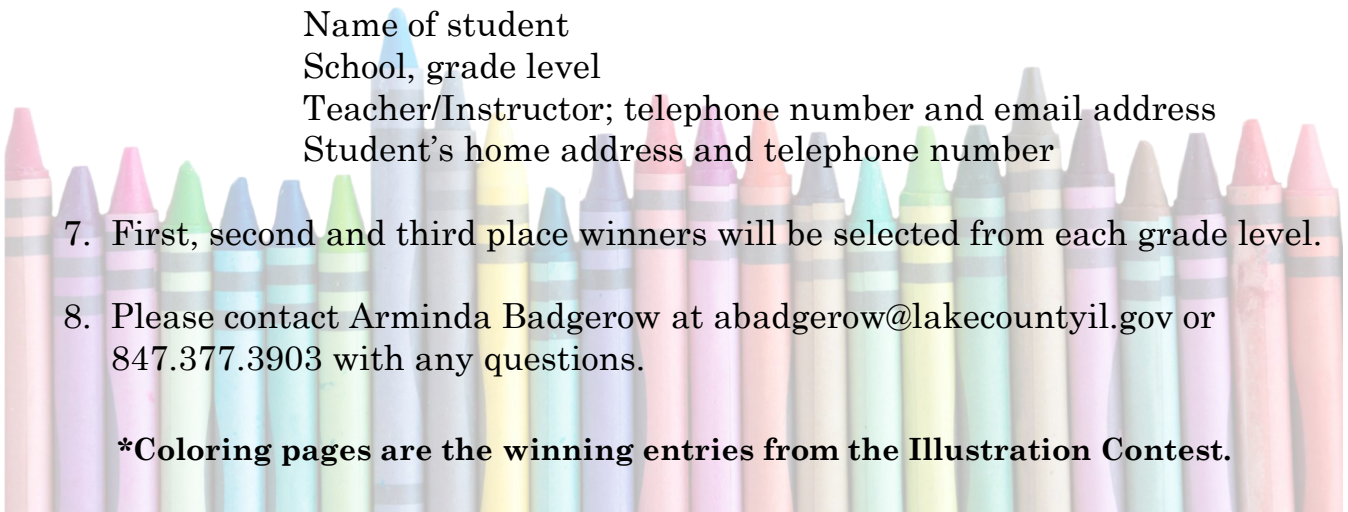 Name of student
School, grade level
Teacher/Instructor; telephone number and email address
Student’s home address and telephone number
7. First, second and third place winners will be selected from each grade level.
8. Please contact Arminda Badgerow at abadgerow@lakecountyil.gov or
847.377.3903 with any questions.
*Coloring pages are the winning entries from the Illustration Contest.